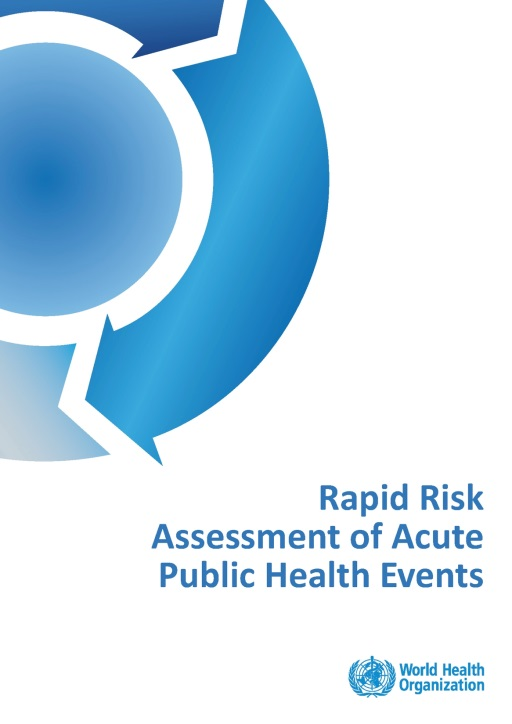 Rapid Risk
Assessment of Acute
Public Health Events
World Health
Organization